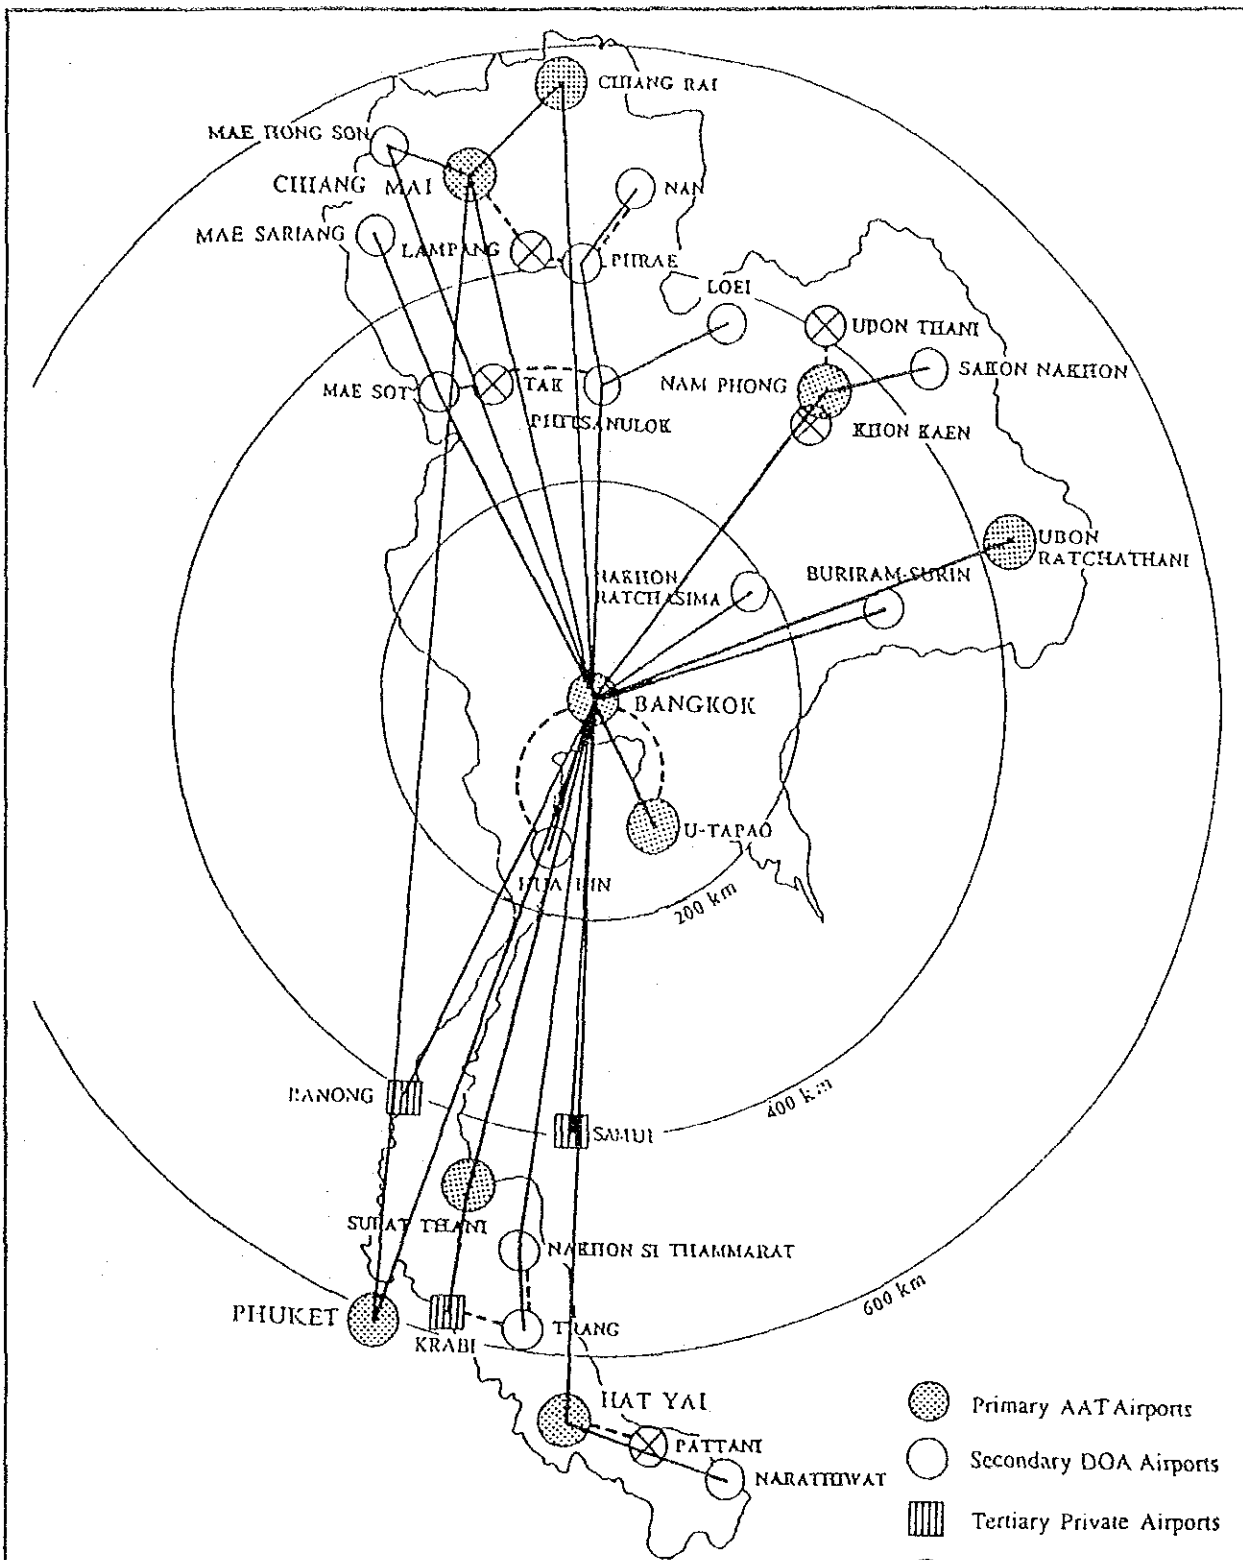 CHIANG RAI
MAE HONG SON
CHIANG MAI
NAN
MAE SARIANG
LAMPANG
PHRAE
LOEI
UDON THANI
MAE SOT
TAK
NAM PHONG
SAKON NAKHON
PHITSANULOK
KHON KAEN
UBON
RATCHATHANI
BURIRAM-SURIN
NAKHON
RATCHASIMA
BANGKOK
U-TAPAO
HUA HIN
200 km
RANONG
400 km
SAMUI
SURAT THANI
NAKHON SI THAMMARAT
600 km
PHUKET
KRABI
TRANG
HAT YAI
Primary AAT Airports
PATTANI
Secondary DOA Airports
NARATHIWAT
Tertiary Private Airports